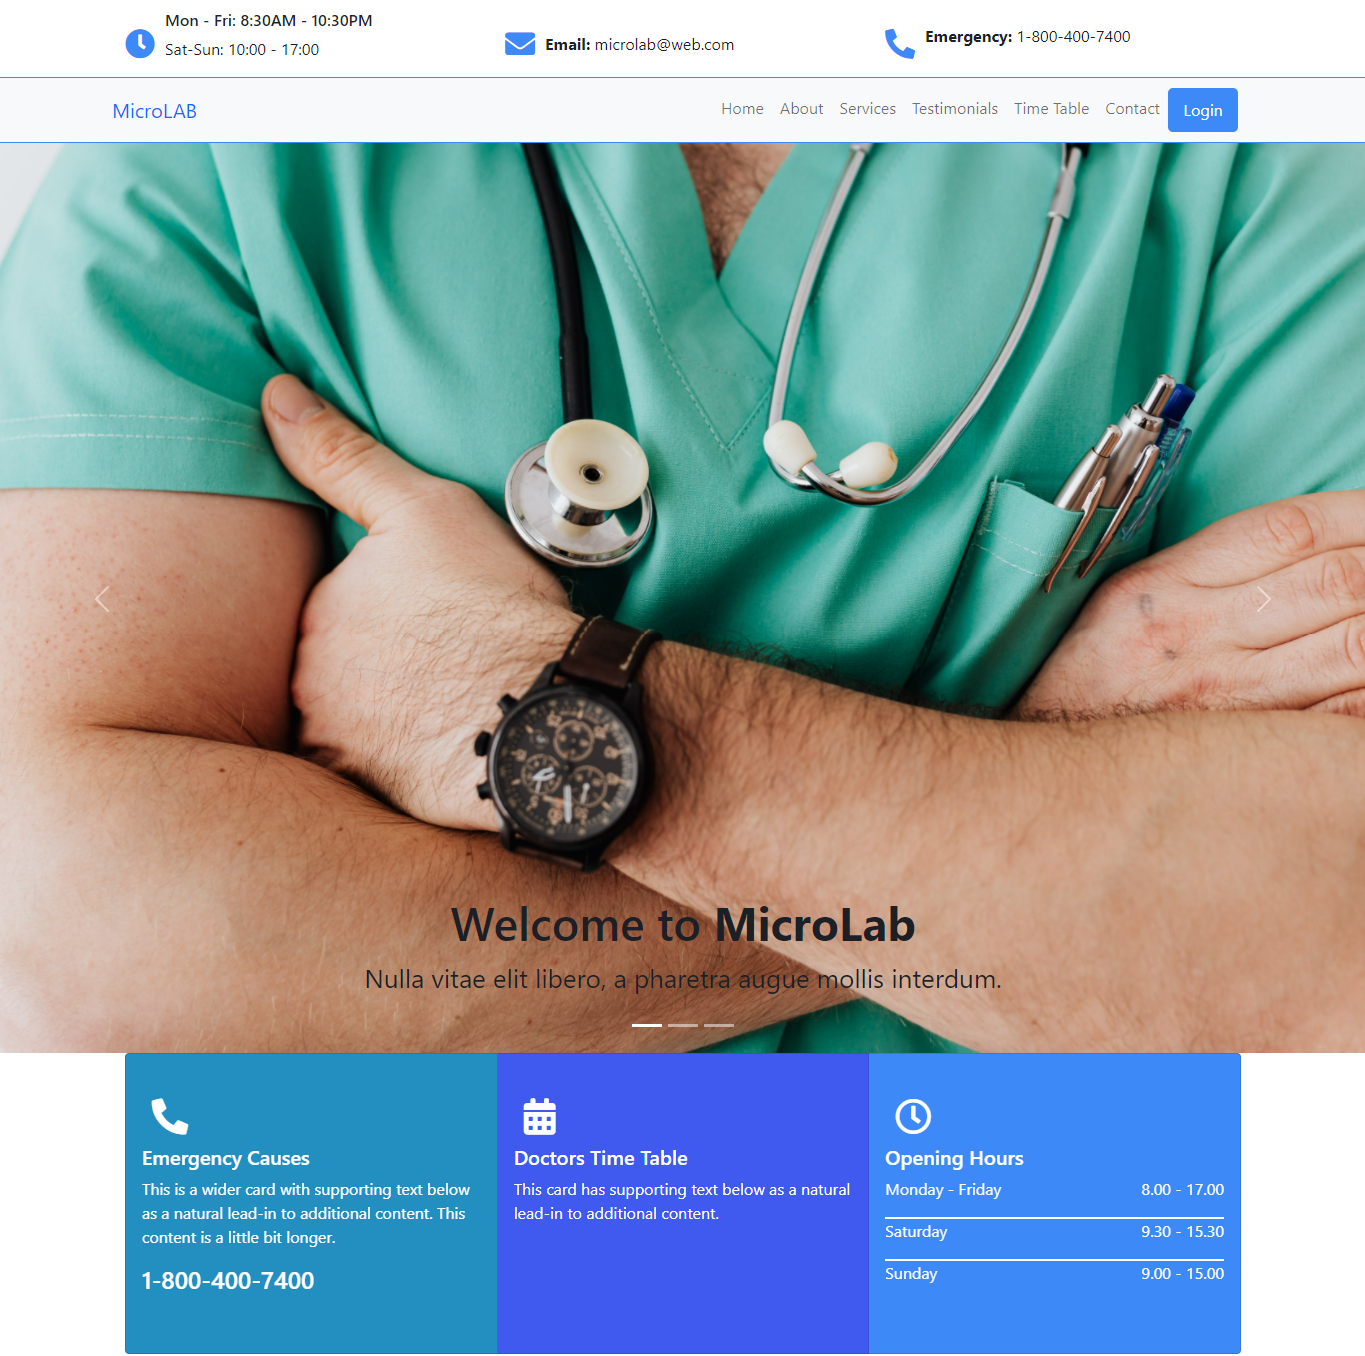 Mon - Fri: 8:30AM - 10:30PM
Sat-Sun: 10:00 - 17:00
Email: microlab@web.com
Emergency: 1-800-400-7400
MicroLAB
Home About Services Testimonials Time Table Contact Login
Welcome to MicroLab
Nulla vitae elit libero, a pharetra augue mollis interdum.
Emergency Causes
This is a wider card with supporting text below
as a natural lead-in to additional content. This
content is a little bit longer.
1-800-400-7400
Doctors Time Table
This card has supporting text below as a natural
lead-in to additional content.
Opening Hours
Monday - Friday 8.00 - 17.00
Saturday 9.30 - 15.30
Sunday 9.00 - 15.00